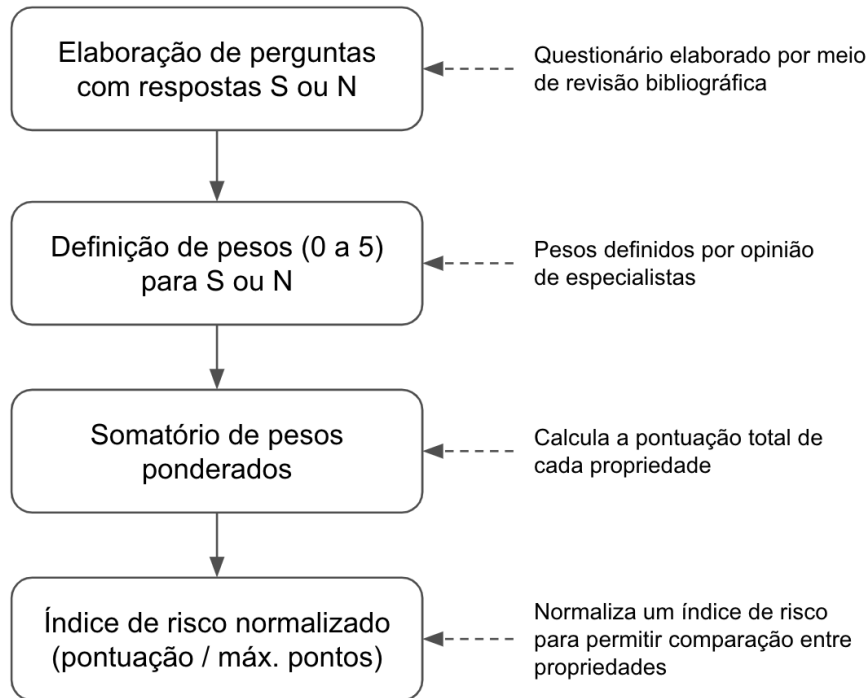 Elaboração de perguntas
com respostas S ou N
Questionário elaborado por meio
de revisão bibliográfica
Definição de pesos (0 a 5)
para S ou N
Pesos definidos por opinião
de especialistas
Somatório de pesos
ponderados
Calcula a pontuação total de
cada propriedade
Índice de risco normalizado
(pontuação / máx. pontos)
Normaliza um índice de risco
para permitir comparação entre
propriedades